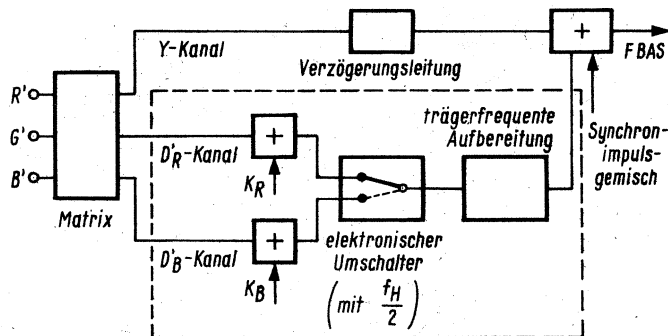 Y-Kanal
Verzögerungsleitung
+
F BAS
R'
G'
B'
Matrix
D'R-Kanal
+
KR
trägerfrequente
Aufbereitung
Synchron-
impuls-
gemisch
D'B-Kanal
+
KB
elektronischer
Umschalter
(mit fH/2)